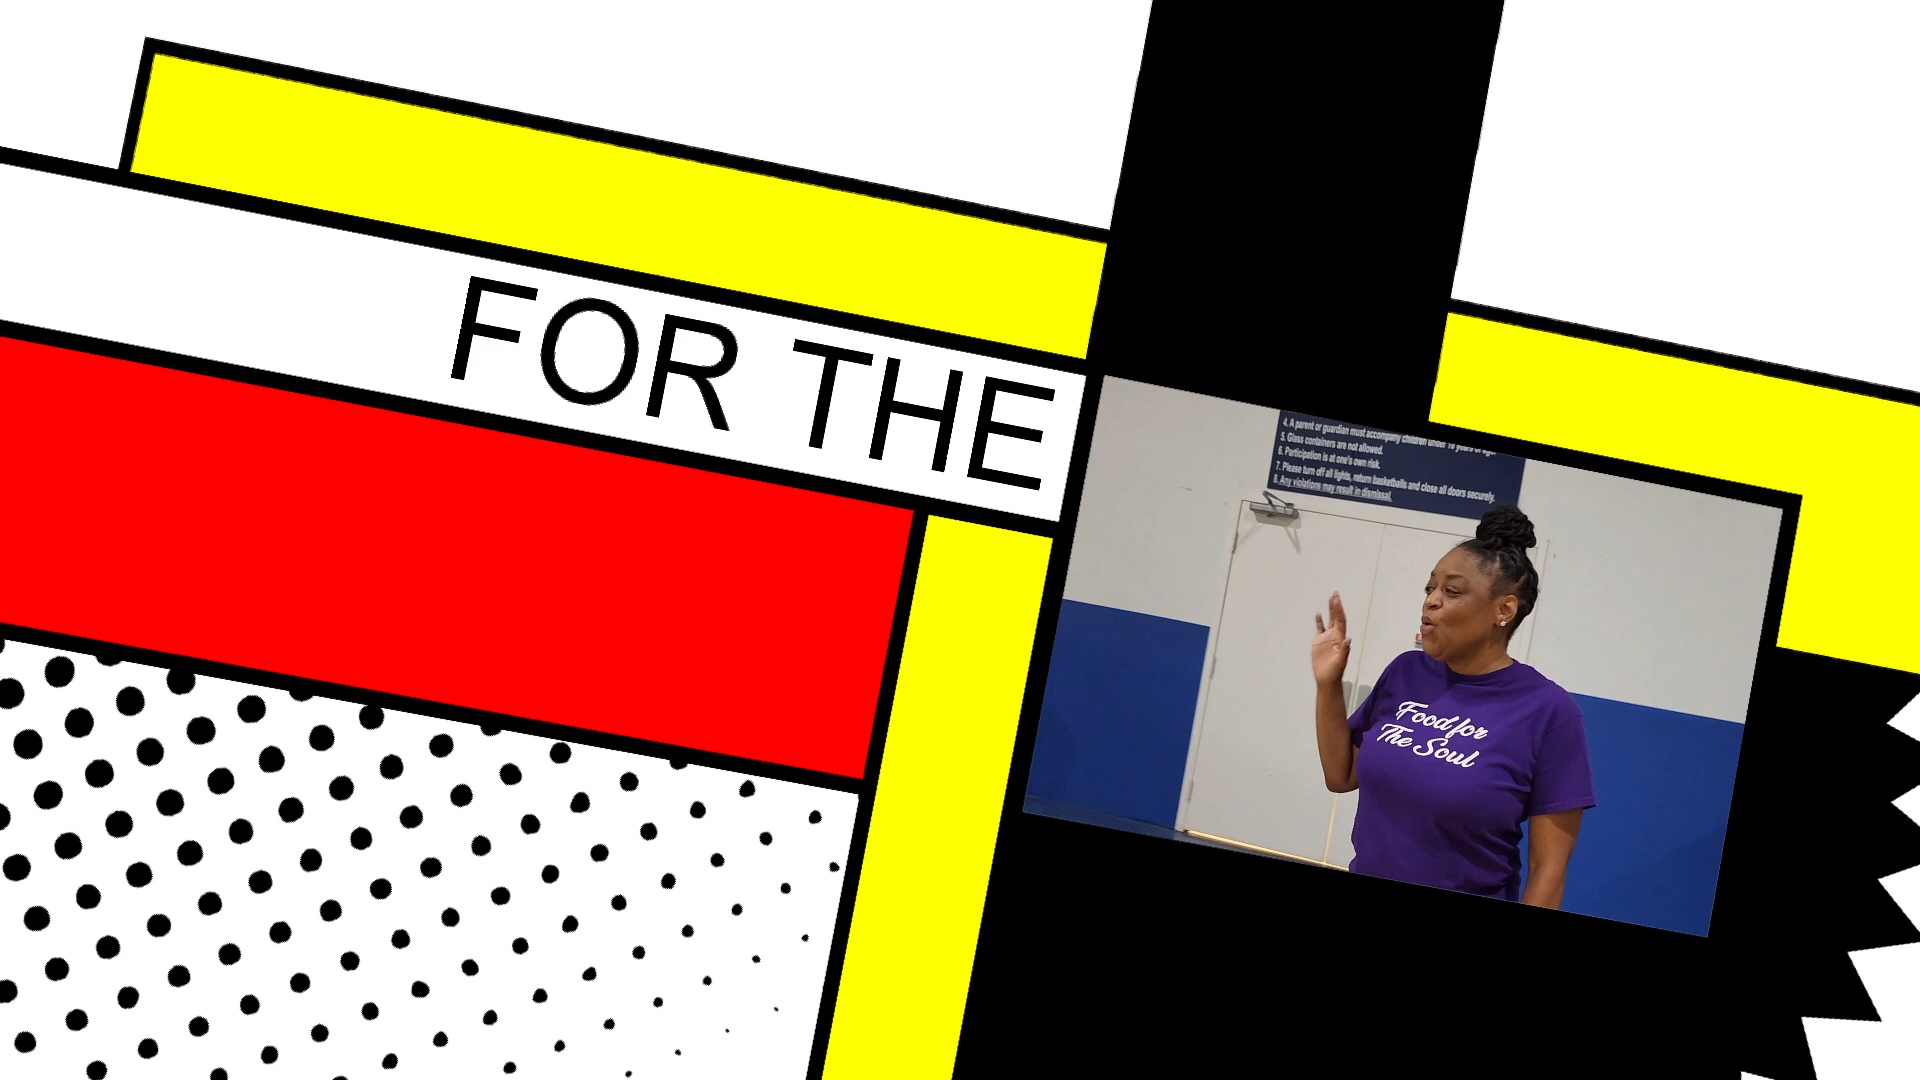 FOR THE
4. A parent or guardian must accompany children under
5. Glass containers are not allowed.
6. Participation is at one's own risk.
7. Please turn off all lights, return basketballs and close all doors securely.
8. Any violations may result in dismissal.
Food for
The Soul